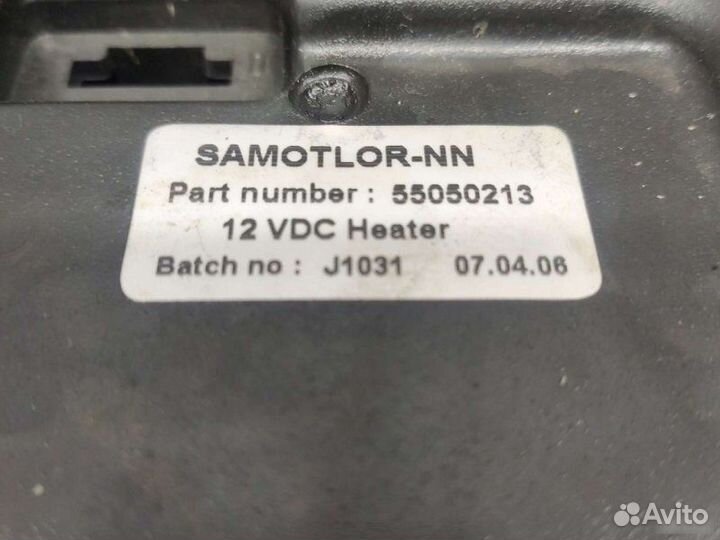 SAMOTLOR-NN
Part number : 55050213
12 VDC Heater
Batch no : J1031 07.04.06
Avito